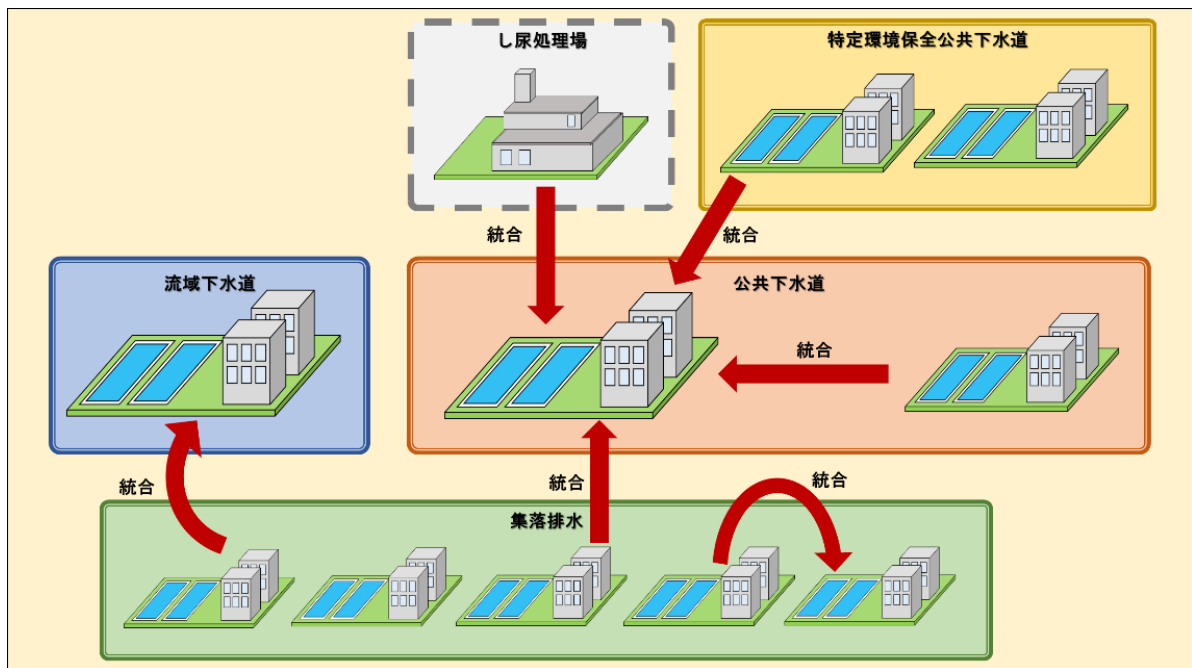 し尿処理場
特定環境保全公共下水道
統合
統合
流域下水道
公共下水道
統合
統合
統合
統合
集落排水